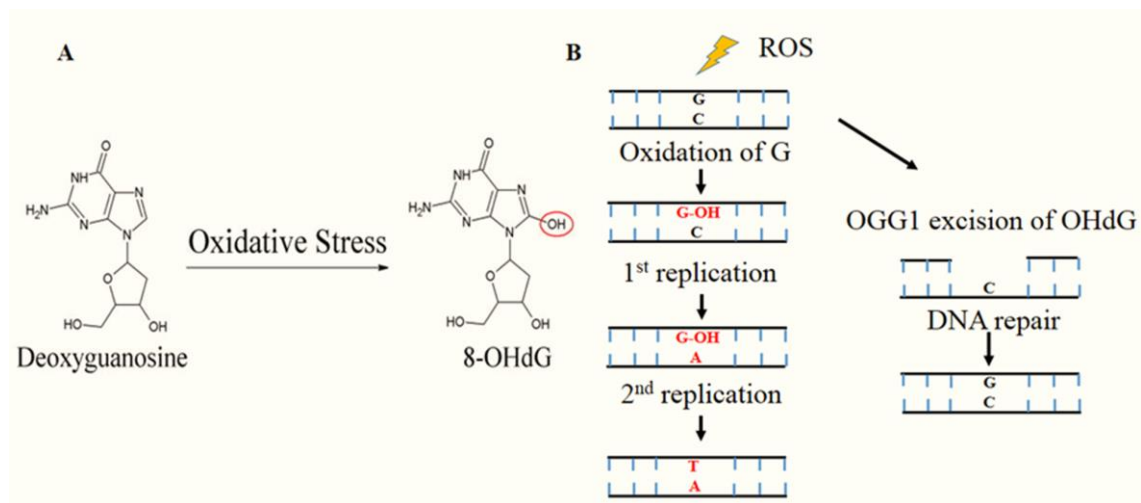 A
O
NH
N
H₂N
N
N
O
HO
OH
Deoxyguanosine
Oxidative Stress
O
NH
N
OH
H₂N
N
N
O
HO
OH
8-OHdG
B
ROS
G
C
Oxidation of G
G-OH
C
1st replication
G-OH
A
2nd replication
T
A
OGG1 excision of OHdG
C
DNA repair
G
C